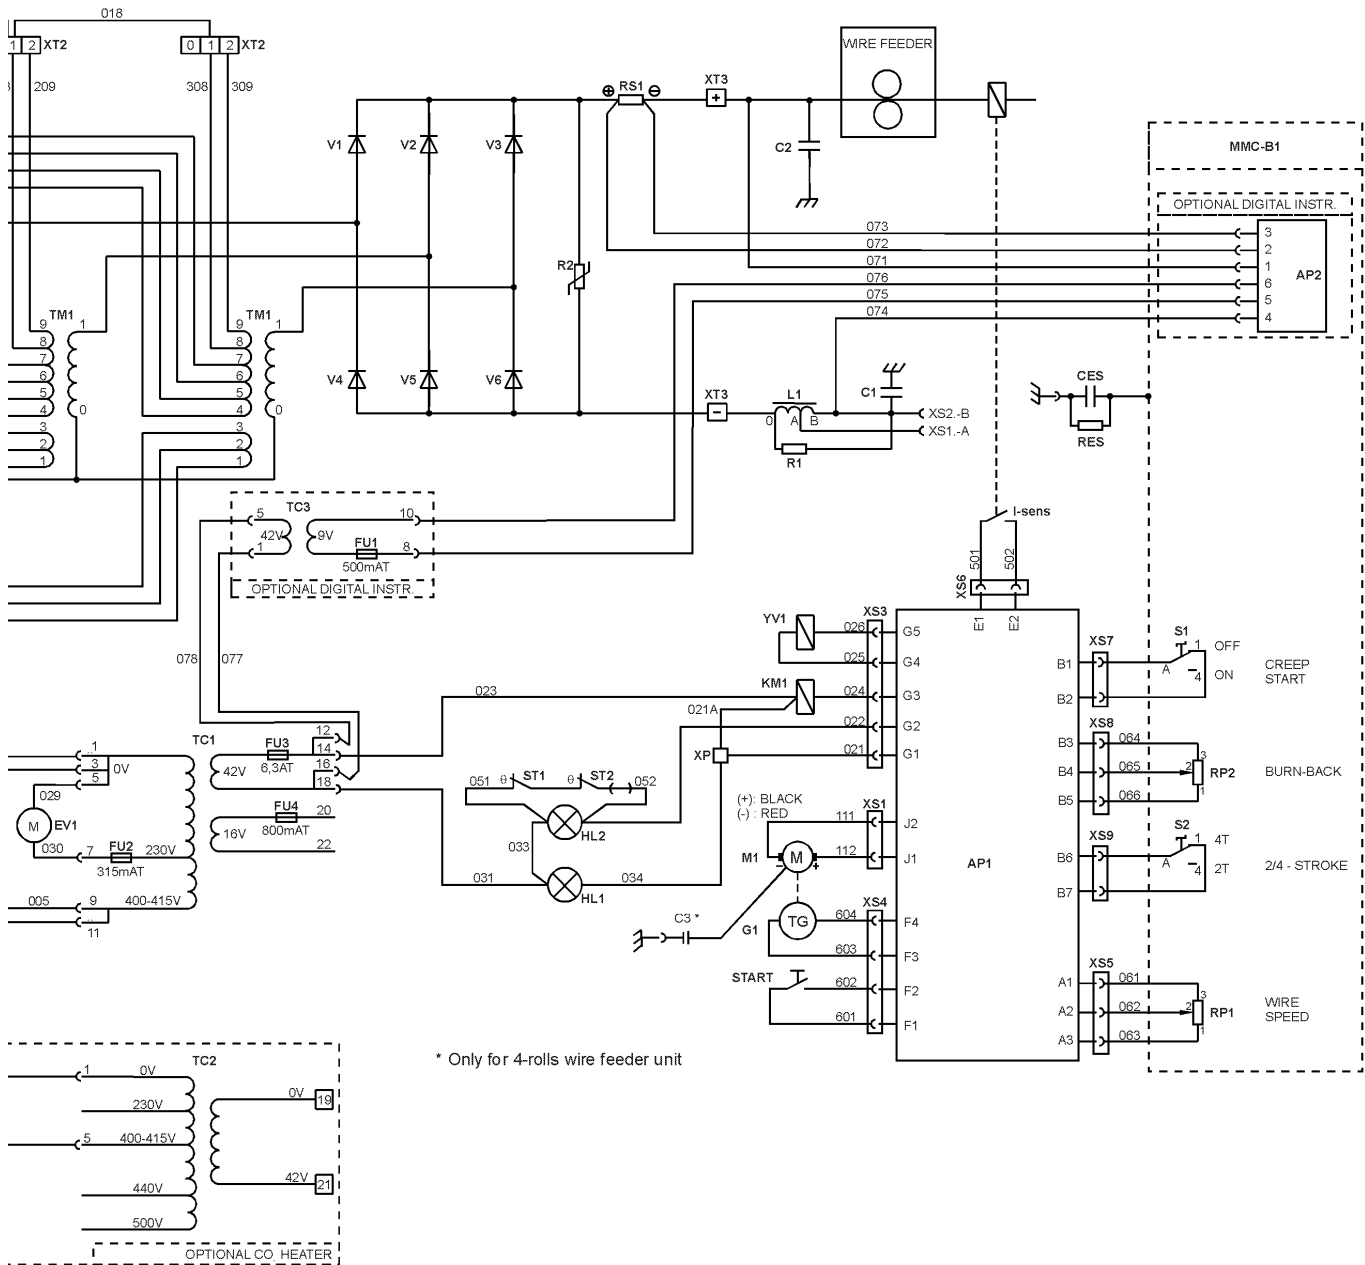 018
1 2 XT2
0 1 2 XT2
209
308 309
RS1
XT3
+
WIRE FEEDER
V1
V2
V3
C2
MMC-B1
OPTIONAL DIGITAL INSTR.
073 3
072 2
071 1
076 6
075 5
074 4
AP2
R2
TM1
9
8
7
6
5
4
3
2
1
1
0
TM1
9
8
7
6
5
4
3
2
1
1
0
V4
V5
V6
XT3
-
L1
0 A B
C1
XS2.-B
XS1.-A
R1
CES
RES
TC3
5
42V
1
9V
10
FU1
8
500mAT
OPTIONAL DIGITAL INSTR.
I-sens
501
502
XS6
E1
E2
078
077
YV1
XS3
026 G5
025 G4
KM1
024 G3
023
021A
022 G2
XP
021 G1
XS7
B1
B2
S1
A
1
4
OFF
ON
CREEP
START
XS8
B3 064
B4 065
B5 066
3
2
1
RP2
BURN-BACK
XS9
B6
B7
S2
A
1
4
4T
2T
2/4 - STROKE
TC1
1
3
5
0V
029
M EV1
030
7
FU2
315mAT
230V
005
9
400-415V
11
42V
FU3
6,3AT
12
14
16
18
16V
FU4
800mAT
20
22
051
θ ST1
θ ST2
052
HL2
033
031
HL1
034
(+): BLACK
(-) : RED
XS1
111 J2
112 J1
M1
M
- +
AP1
C3 *
G1
TG
XS4
604 F4
603 F3
START
602 F2
601 F1
XS5
A1 061
A2 062
A3 063
3
2
1
RP1
WIRE
SPEED
* Only for 4-rolls wire feeder unit
TC2
1
0V
230V
5
400-415V
440V
500V
0V 19
42V 21
OPTIONAL CO HEATER